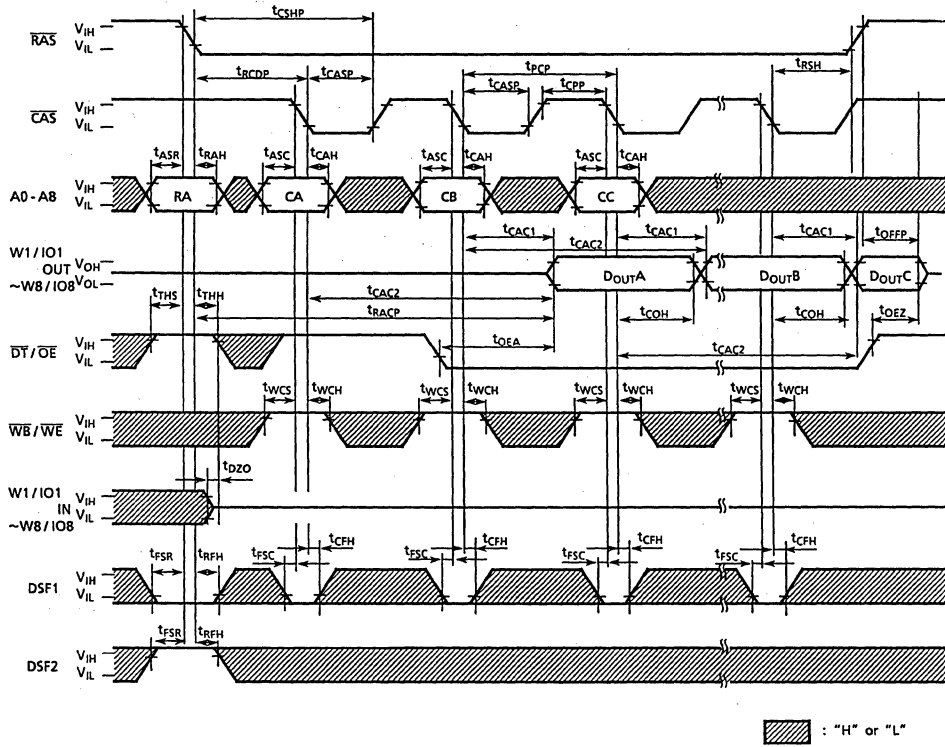 tCSHP
RAS VIH
VIL
tRCDP tCASP tPCP tRSH
tCASP tCPP
CAS VIH
VIL
tASR tRAH tASC tCAH tASC tCAH tASC tCAH
A0 - A8 VIH
VIL
RA CA CB CC
tCAC1 tCAC1 tCAC1 tOFFP
tCAC2
W1 / IO1
OUT VOH
~W8 / IO8 VOL
DOUTA DOUTB DOUTC
tTHS tTHH tCAC2 tCOH tCOH tOEZ
tRACP
tOEA tCAC2
DT / OE VIH
VIL
tWCS tWCH tWCS tWCH tWCS tWCH tWCS tWCH
WB / WE VIH
VIL
tDZO
W1 / IO1
IN VIH
~W8 / IO8 VIL
tFSR tRFH tFSC tCFH tFSC tCFH tFSC tCFH tFSC tCFH
DSF1 VIH
VIL
tFSR tRFH
DSF2 VIH
VIL
: "H" or "L"